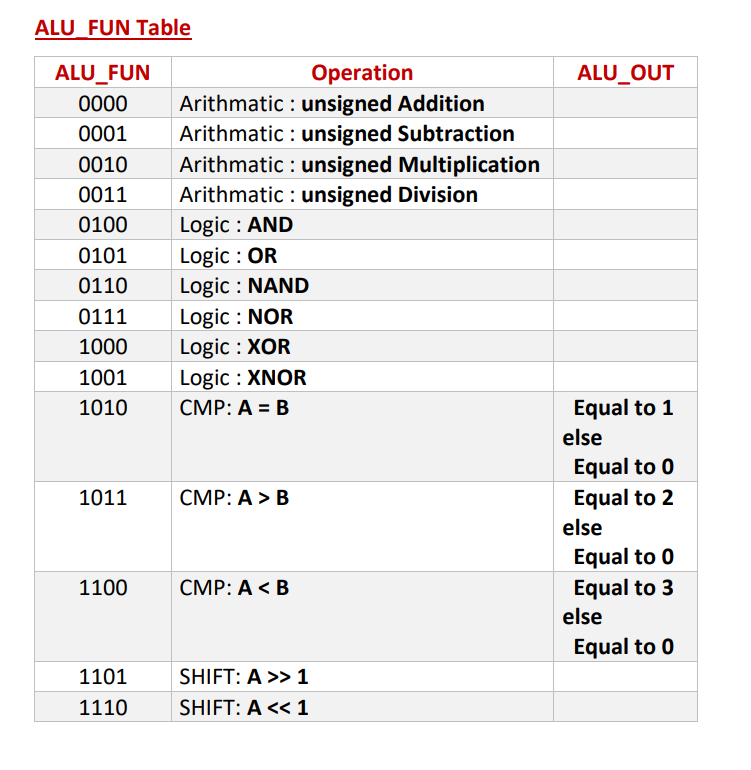 ALU_FUN Table
ALU_FUN Operation ALU_OUT
0000 Arithmatic : unsigned Addition
0001 Arithmatic : unsigned Subtraction
0010 Arithmatic : unsigned Multiplication
0011 Arithmatic : unsigned Division
0100 Logic : AND
0101 Logic : OR
0110 Logic : NAND
0111 Logic : NOR
1000 Logic : XOR
1001 Logic : XNOR
1010 CMP: A = B Equal to 1
else
Equal to 0
1011 CMP: A > B Equal to 2
else
Equal to 0
1100 CMP: A < B Equal to 3
else
Equal to 0
1101 SHIFT: A >> 1
1110 SHIFT: A << 1